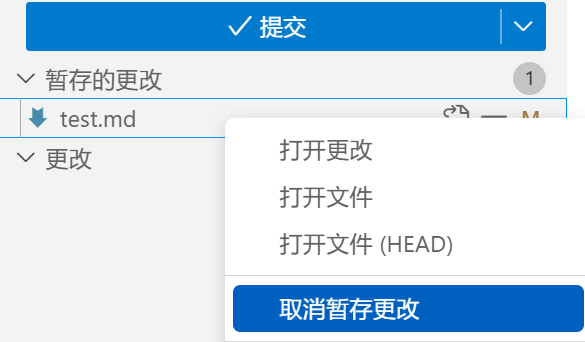 提交
暂存的更改 1
test.md M
更改
打开更改
打开文件
打开文件 (HEAD)
取消暂存更改